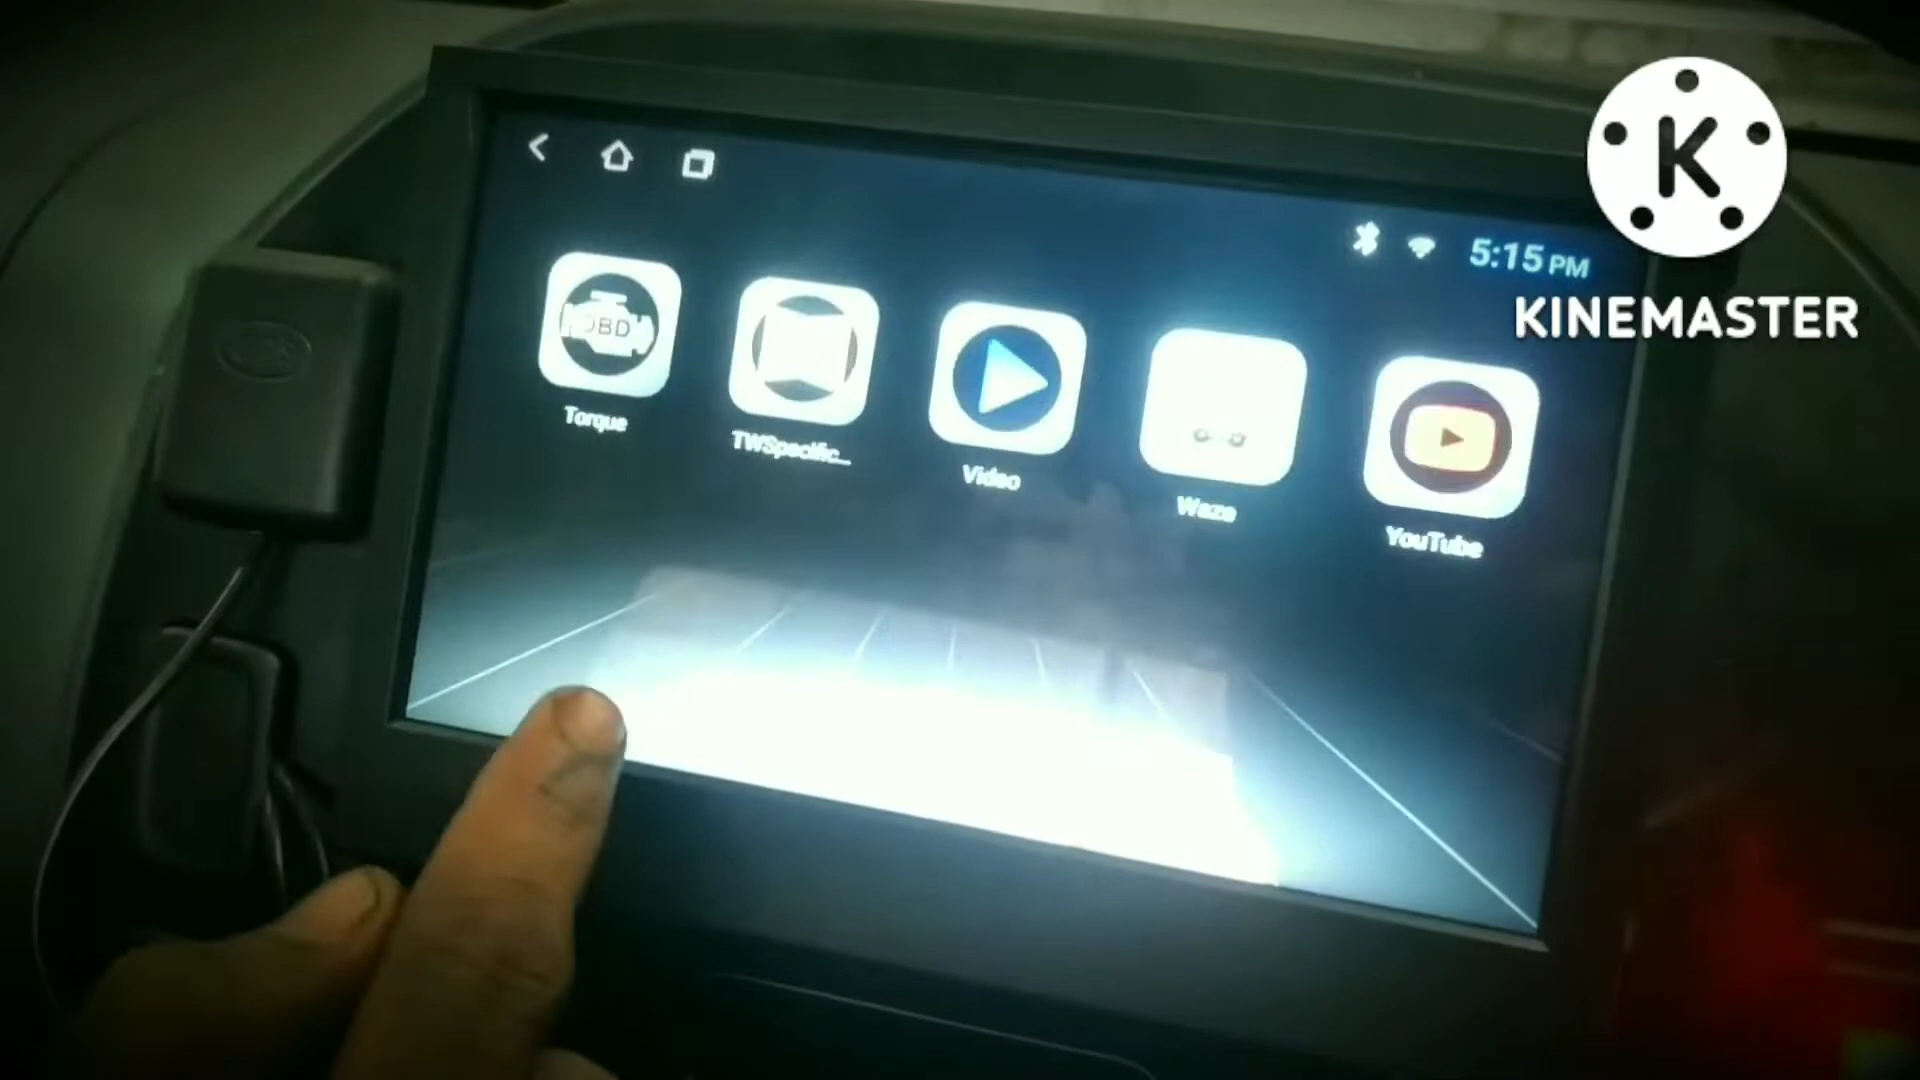 5:15 PM
K
KINEMASTER
OBD
Torque
TWSpecific...
Video
Waze
YouTube